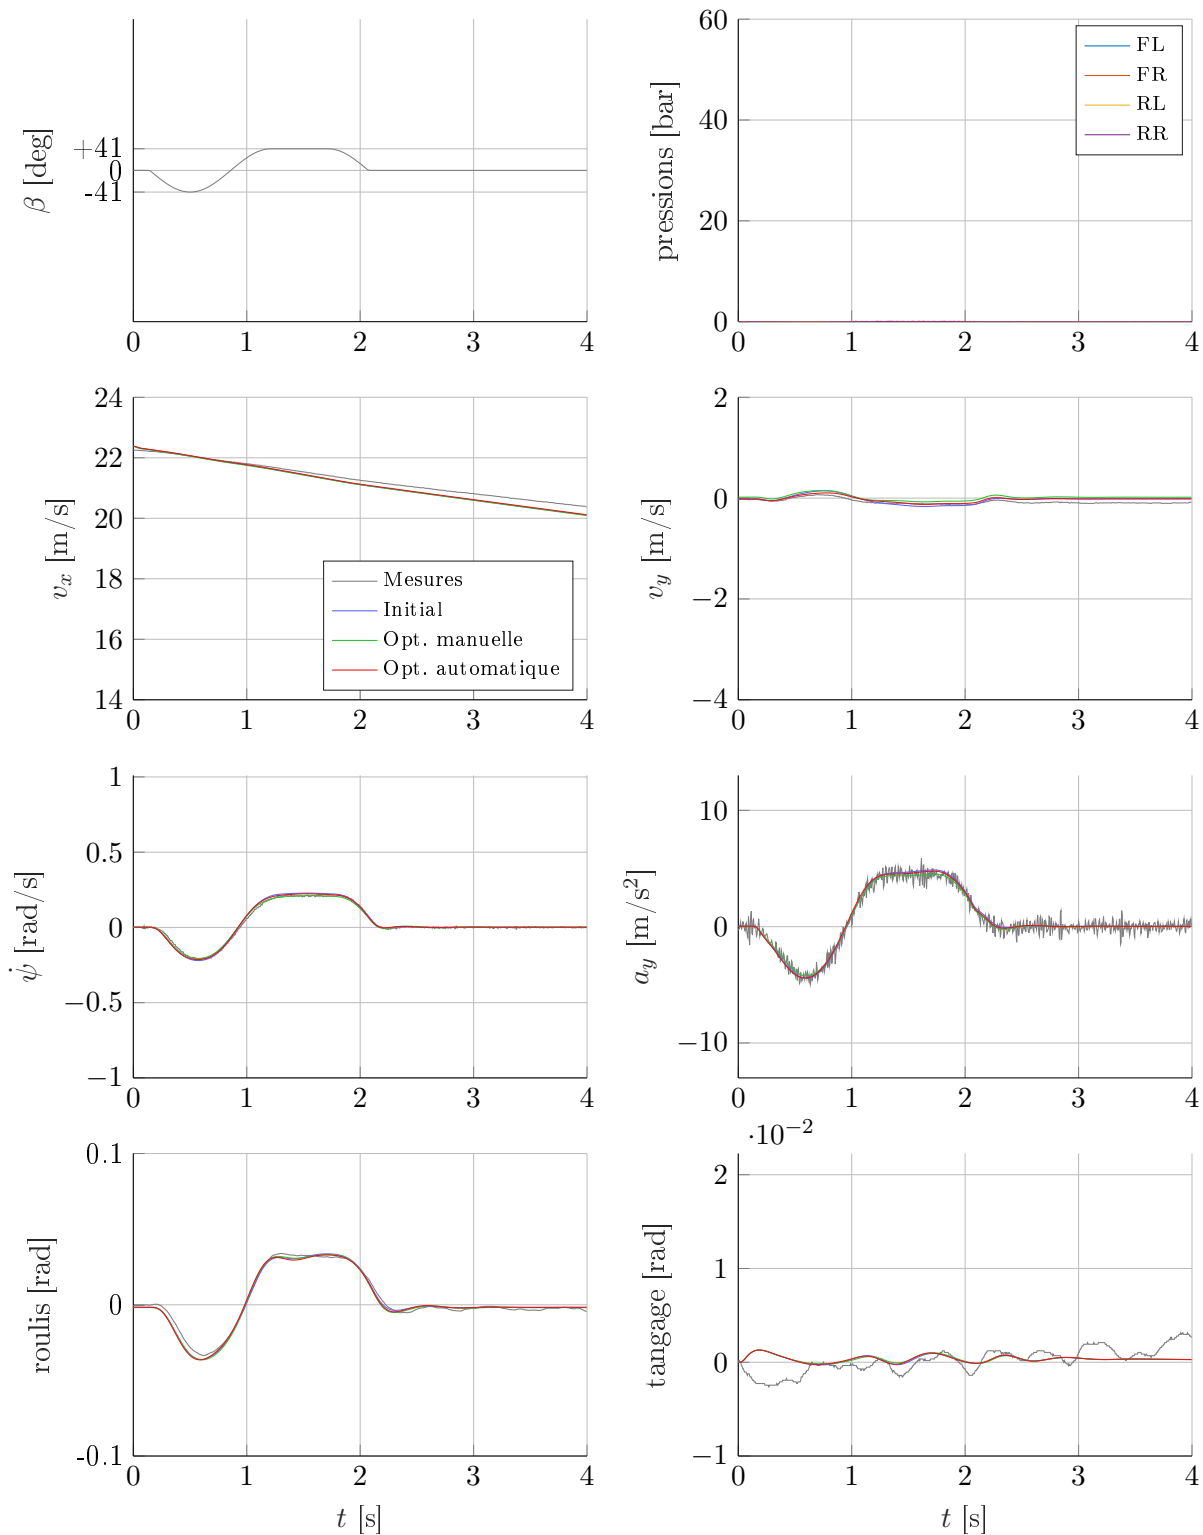 β [deg]
+41
0
-41
0 1 2 3 4
pressions [bar]
60
40
20
0
0 1 2 3 4
FL
FR
RL
RR
v_x [m/s]
24
22
20
18
16
14
0 1 2 3 4
Mesures
Initial
Opt. manuelle
Opt. automatique
v_y [m/s]
2
0
−2
−4
0 1 2 3 4
ψ̇ [rad/s]
1
0.5
0
−0.5
−1
0 1 2 3 4
a_y [m/s²]
10
0
−10
0 1 2 3 4
roulis [rad]
0.1
0
-0.1
0 1 2 3 4
t [s]
·10⁻²
tangage [rad]
2
1
0
−1
0 1 2 3 4
t [s]